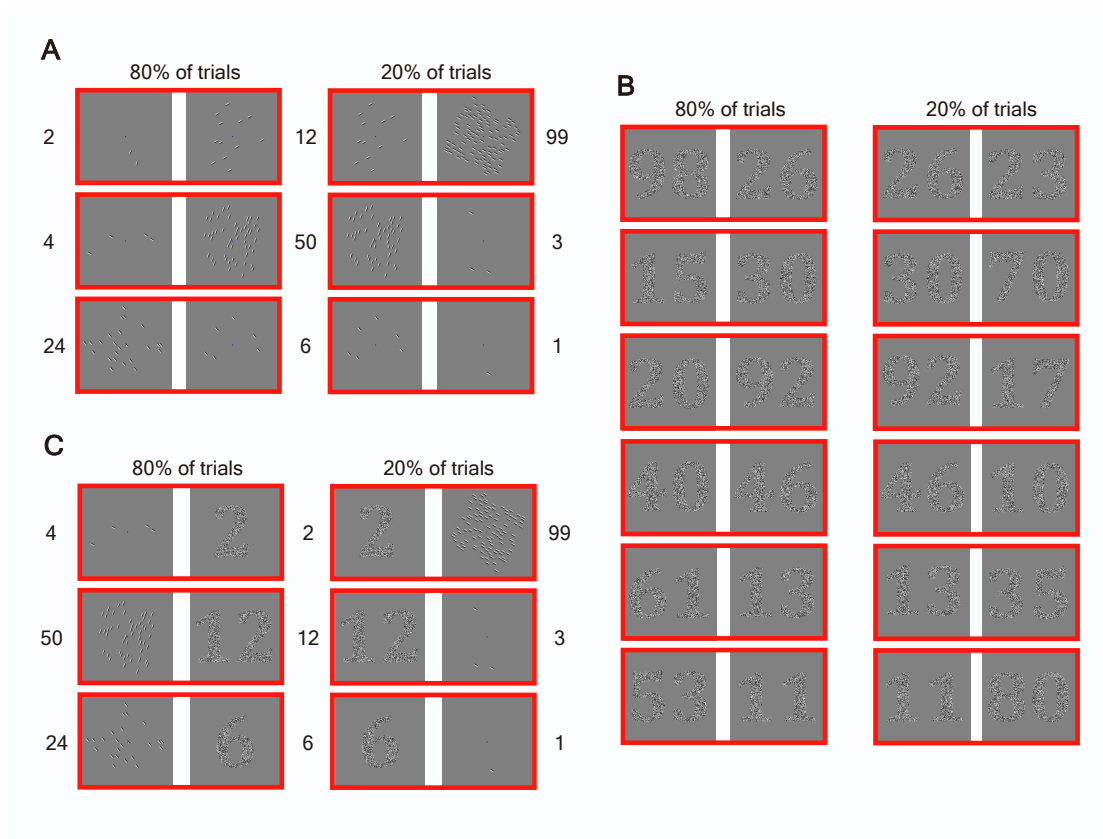 A
80% of trials 20% of trials
2 12 99
4 50 3
24 6 1
B
80% of trials 20% of trials
98 26 26 23
15 30 30 70
20 92 92 17
40 46 46 10
61 13 13 35
53 11 11 80
C
80% of trials 20% of trials
4 2 2 2 99
50 12 12 12 3
24 6 6 6 1